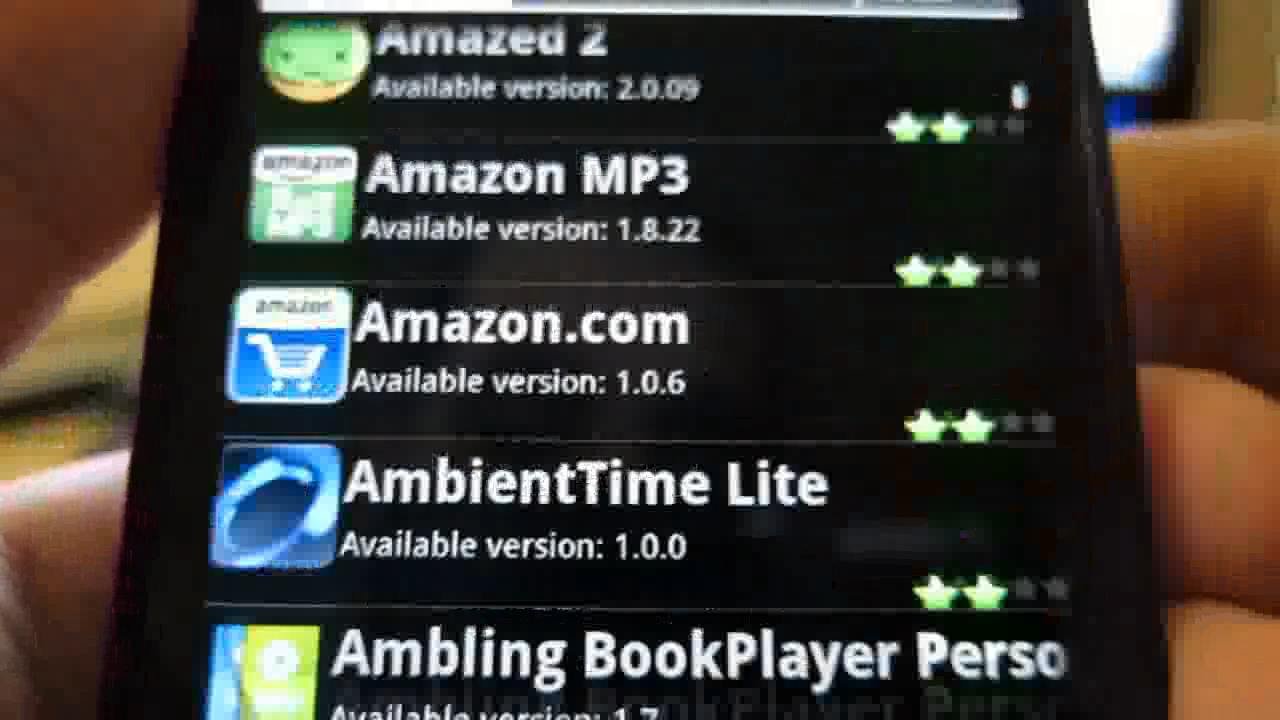 Amazed 2
Available version: 2.0.09
amazon
MP3
Amazon MP3
Available version: 1.8.22
amazon
Amazon.com
Available version: 1.0.6
AmbientTime Lite
Available version: 1.0.0
Ambling BookPlayer Perso
Available version: 1.7